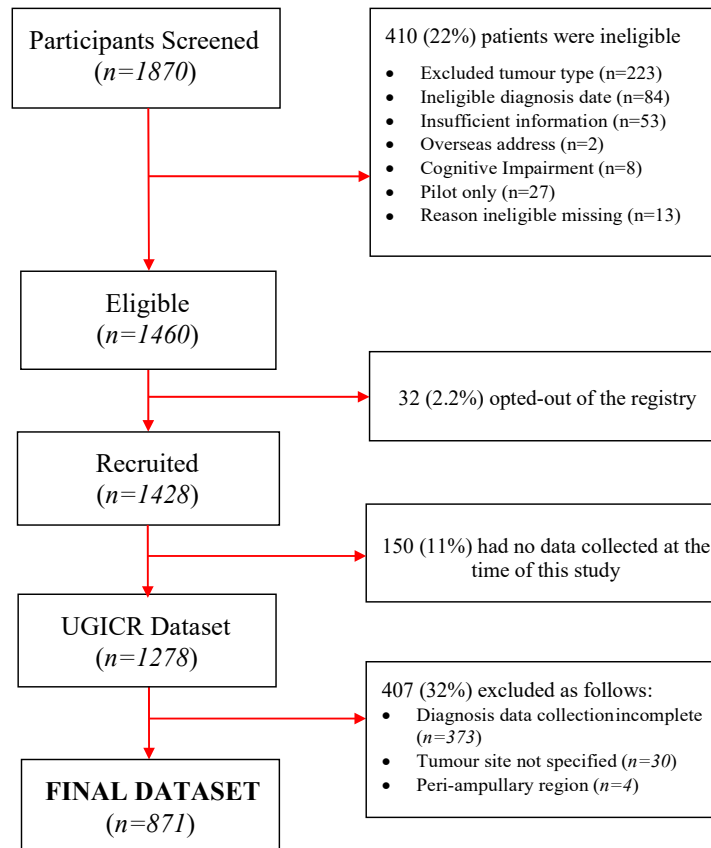 Participants Screened
(n=1870)
410 (22%) patients were ineligible
• Excluded tumour type (n=223)
• Ineligible diagnosis date (n=84)
• Insufficient information (n=53)
• Overseas address (n=2)
• Cognitive Impairment (n=8)
• Pilot only (n=27)
• Reason ineligible missing (n=13)
Eligible
(n=1460)
32 (2.2%) opted-out of the registry
Recruited
(n=1428)
150 (11%) had no data collected at the
time of this study
UGICR Dataset
(n=1278)
407 (32%) excluded as follows:
• Diagnosis data collection incomplete
(n=373)
• Tumour site not specified (n=30)
• Peri-ampullary region (n=4)
FINAL DATASET
(n=871)